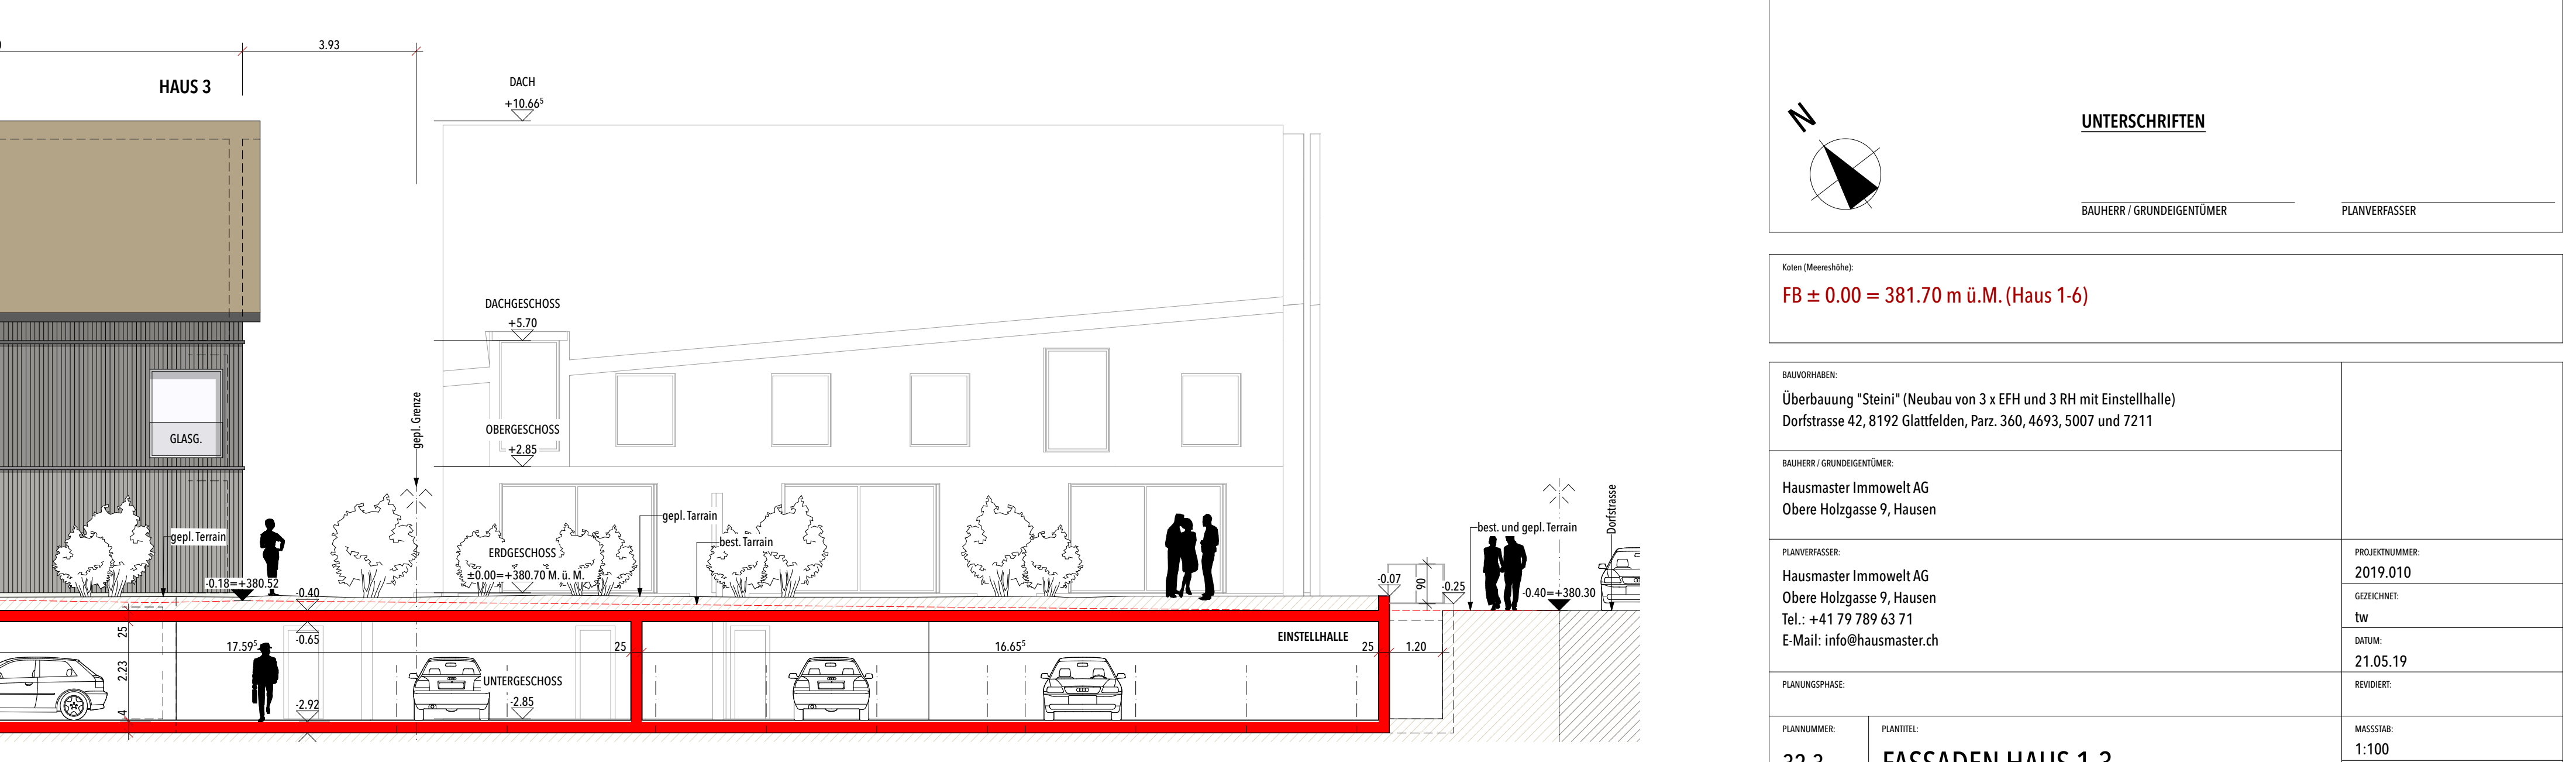 3.93
HAUS 3
DACH
+10.66⁵
DACHGESCHOSS
+5.70
OBERGESCHOSS
+2.85
GLASG.
gepl. Grenze
gepl. Tarrain
best. Tarrain
gepl. Terrain
ERDGESCHOSS
±0.00=+380.70 M. ü. M.
-0.18=+380.52
-0.40
-0.07
90
-0.25
best. und gepl. Terrain
Dorfstrasse
-0.40=+380.30
25
-0.65
17.59⁵
25
16.65⁵
EINSTELLHALLE
25
1.20
2.23
UNTERGESCHOSS
-2.85
-2.92
4
N
UNTERSCHRIFTEN
BAUHERR / GRUNDEIGENTÜMER
PLANVERFASSER
Koten (Meereshöhe):
FB ± 0.00 = 381.70 m ü.M. (Haus 1-6)
BAUVORHABEN:
Überbauung "Steini" (Neubau von 3 x EFH und 3 RH mit Einstellhalle)
Dorfstrasse 42, 8192 Glattfelden, Parz. 360, 4693, 5007 und 7211
BAUHERR / GRUNDEIGENTÜMER:
Hausmaster Immowelt AG
Obere Holzgasse 9, Hausen
PLANVERFASSER:
Hausmaster Immowelt AG
Obere Holzgasse 9, Hausen
Tel.: +41 79 789 63 71
E-Mail: info@hausmaster.ch
PROJEKTNUMMER:
2019.010
GEZEICHNET:
tw
DATUM:
21.05.19
PLANUNGSPHASE:
REVIDIERT:
PLANNUMMER:
32.3
PLANTITEL:
FASSADEN HAUS 1-3
MASSSTAB:
1:100